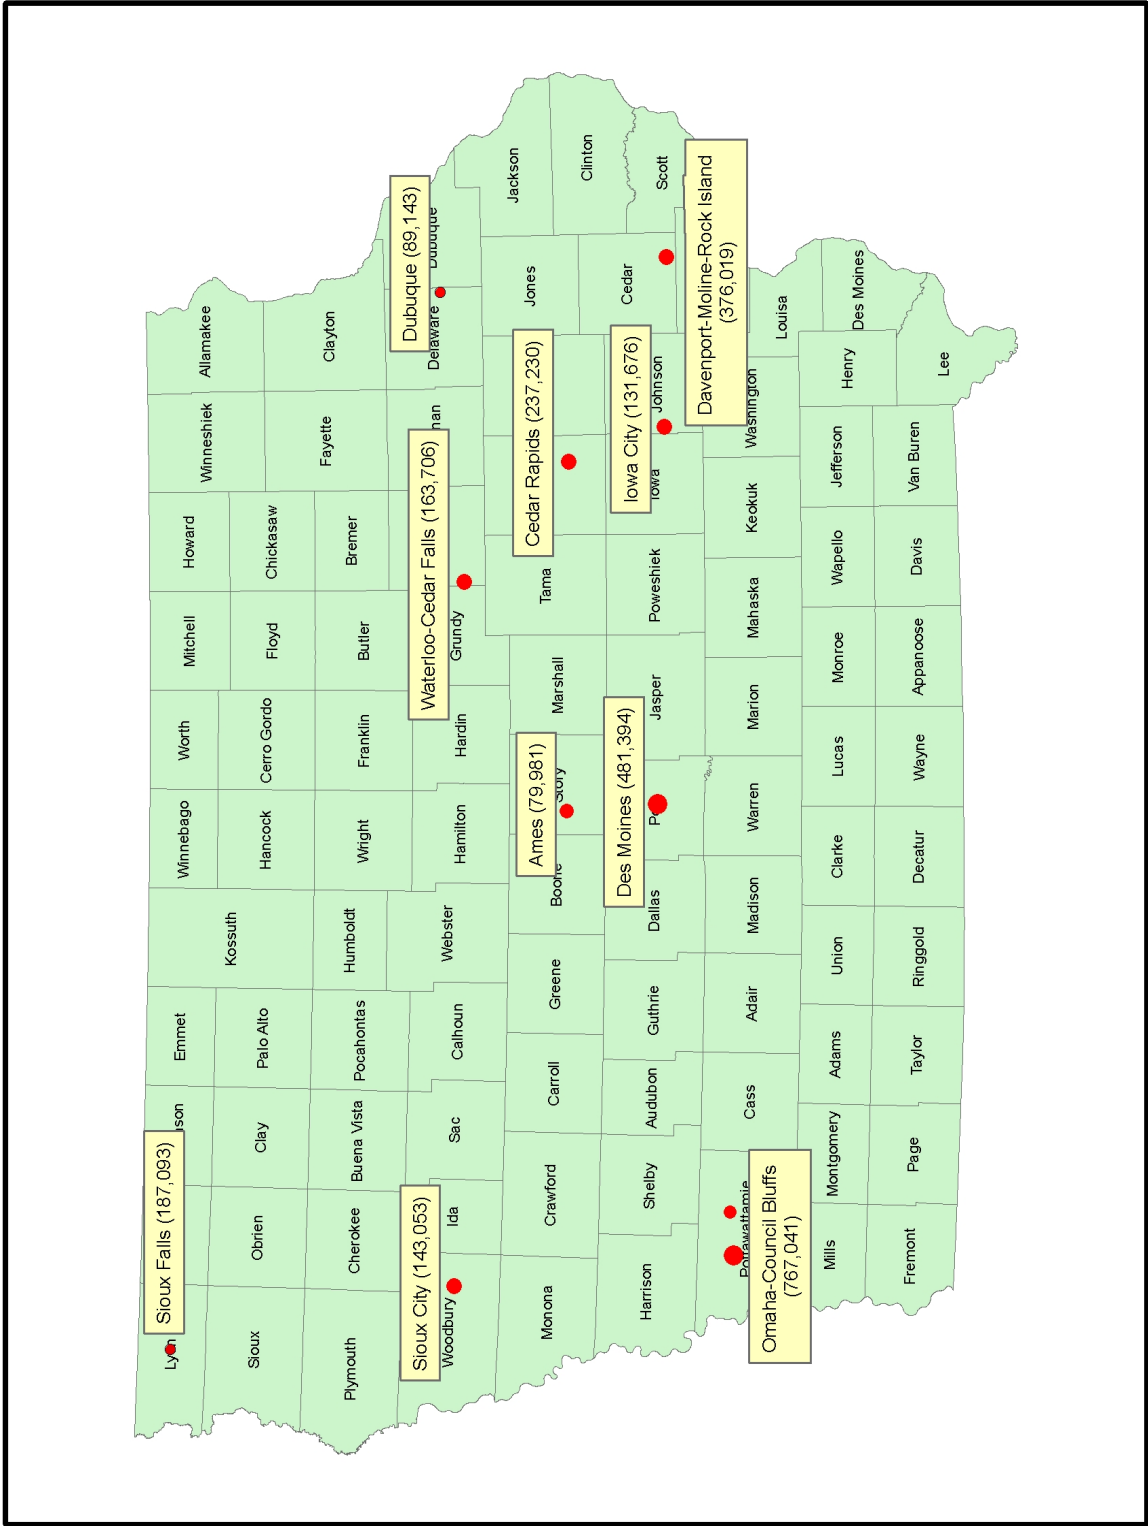 Sioux Falls (187,093)
Lyon
Emmet
Winnebago
Worth
Mitchell
Howard
Winneshiek
Allamakee
Kossuth
Sioux
Obrien
Clay
Palo Alto
Hancock
Cerro Gordo
Floyd
Chickasaw
Fayette
Clayton
Plymouth
Cherokee
Buena Vista
Pocahontas
Humboldt
Wright
Franklin
Butler
Bremer
Sioux City (143,053)
Waterloo-Cedar Falls (163,706)
Dubuque (89,143)
Woodbury
Ida
Sac
Calhoun
Webster
Hamilton
Hardin
Grundy
nan
Delaware
Dubuque
Ames (79,981)
Cedar Rapids (237,230)
Monona
Crawford
Carroll
Greene
Boone
Story
Marshall
Tama
Jones
Jackson
Des Moines (481,394)
Iowa City (131,676)
Harrison
Shelby
Audubon
Guthrie
Dallas
Jasper
Poweshiek
Iowa
Johnson
Cedar
Clinton
Scott
Davenport-Moline-Rock Island
(376,019)
Pottawattamie
Cass
Adair
Madison
Warren
Marion
Mahaska
Keokuk
Washington
Louisa
Omaha-Council Bluffs
(767,041)
Mills
Montgomery
Adams
Union
Clarke
Lucas
Monroe
Wapello
Jefferson
Henry
Des Moines
Fremont
Page
Taylor
Ringgold
Decatur
Wayne
Appanoose
Davis
Van Buren
Lee